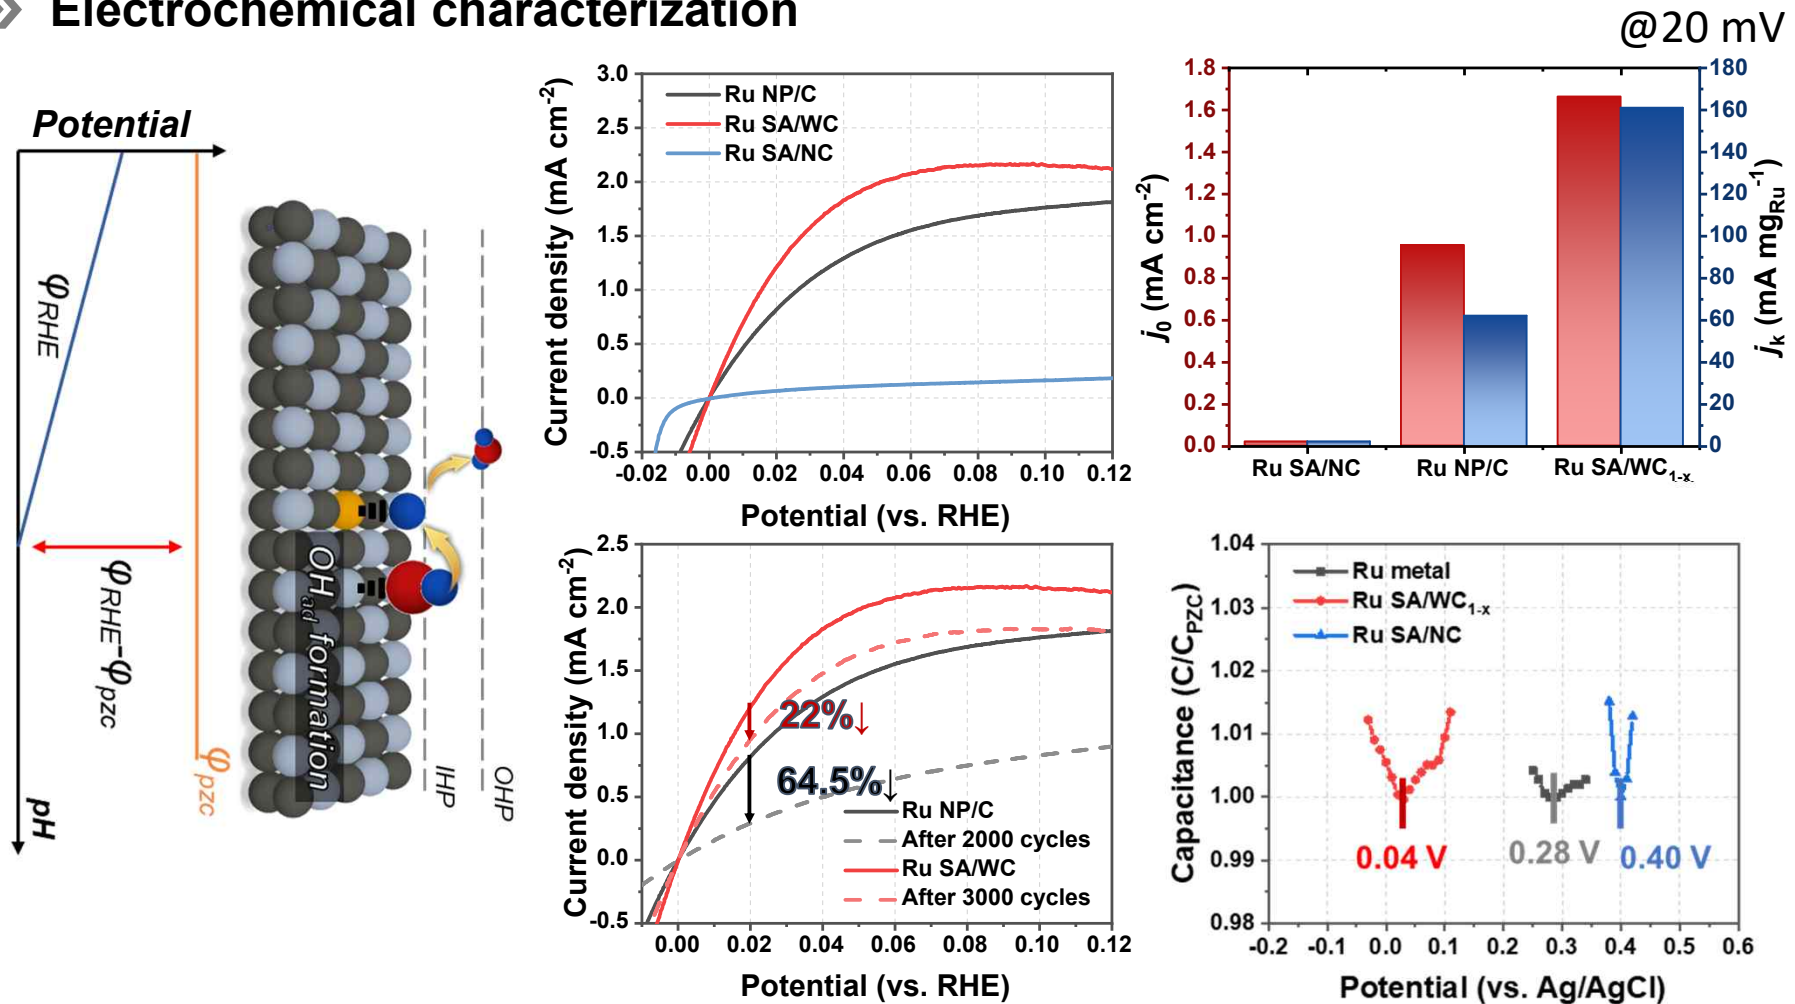 Electrochemical characterization
@20 mV
Potential
φRHE
φRHE-φpzc
φpzc
pH
OHad formation
IHP
OHP
Current density (mA cm-2)
3.0
2.5
2.0
1.5
1.0
0.5
0.0
-0.5
Ru NP/C
Ru SA/WC
Ru SA/NC
-0.02 0.00 0.02 0.04 0.06 0.08 0.10 0.12
Potential (vs. RHE)
j0 (mA cm-2)
1.8
1.6
1.4
1.2
1.0
0.8
0.6
0.4
0.2
0.0
180
160
140
120
100
80
60
40
20
0
jk (mA mgRu-1)
Ru SA/NC Ru NP/C Ru SA/WC1-x
Current density (mA cm-2)
2.5
2.0
1.5
1.0
0.5
0.0
-0.5
22%↓
64.5%↓
Ru NP/C
After 2000 cycles
Ru SA/WC
After 3000 cycles
0.00 0.02 0.04 0.06 0.08 0.10 0.12
Potential (vs. RHE)
Capacitance (C/CPZC)
1.04
1.03
1.02
1.01
1.00
0.99
0.98
Ru metal
Ru SA/WC1-x
Ru SA/NC
0.04 V
0.28 V
0.40 V
-0.2 -0.1 0.0 0.1 0.2 0.3 0.4 0.5 0.6
Potential (vs. Ag/AgCl)